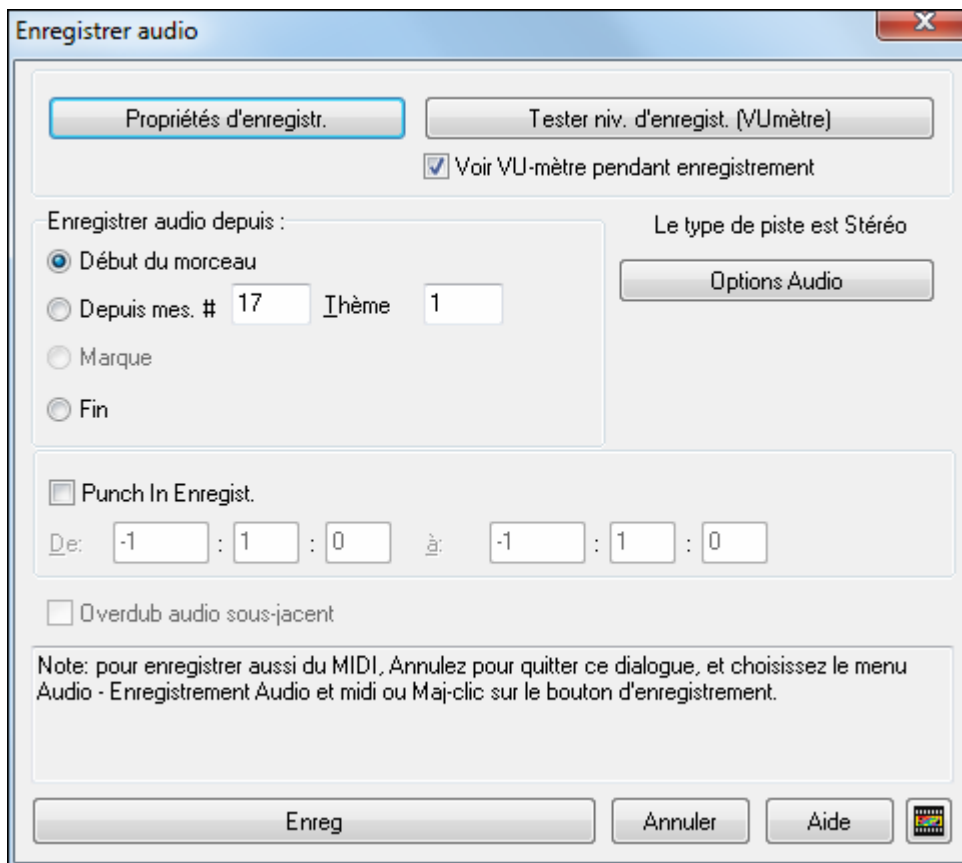 Enregistrer audio
Propriétés d'enregistr.
Tester niv. d'enregist. (VUmètre)
Voir VU-mètre pendant enregistrement
Enregistrer audio depuis :
Le type de piste est Stéréo
Début du morceau
Options Audio
Depuis mes. # 17 Thème 1
Marque
Fin
Punch In Enregist.
De: -1 : 1 : 0 à: -1 : 1 : 0
Overdub audio sous-jacent
Note: pour enregistrer aussi du MIDI, Annulez pour quitter ce dialogue, et choisissez le menu
Audio - Enregistrement Audio et midi ou Maj-clic sur le bouton d'enregistrement.
Enreg Annuler Aide